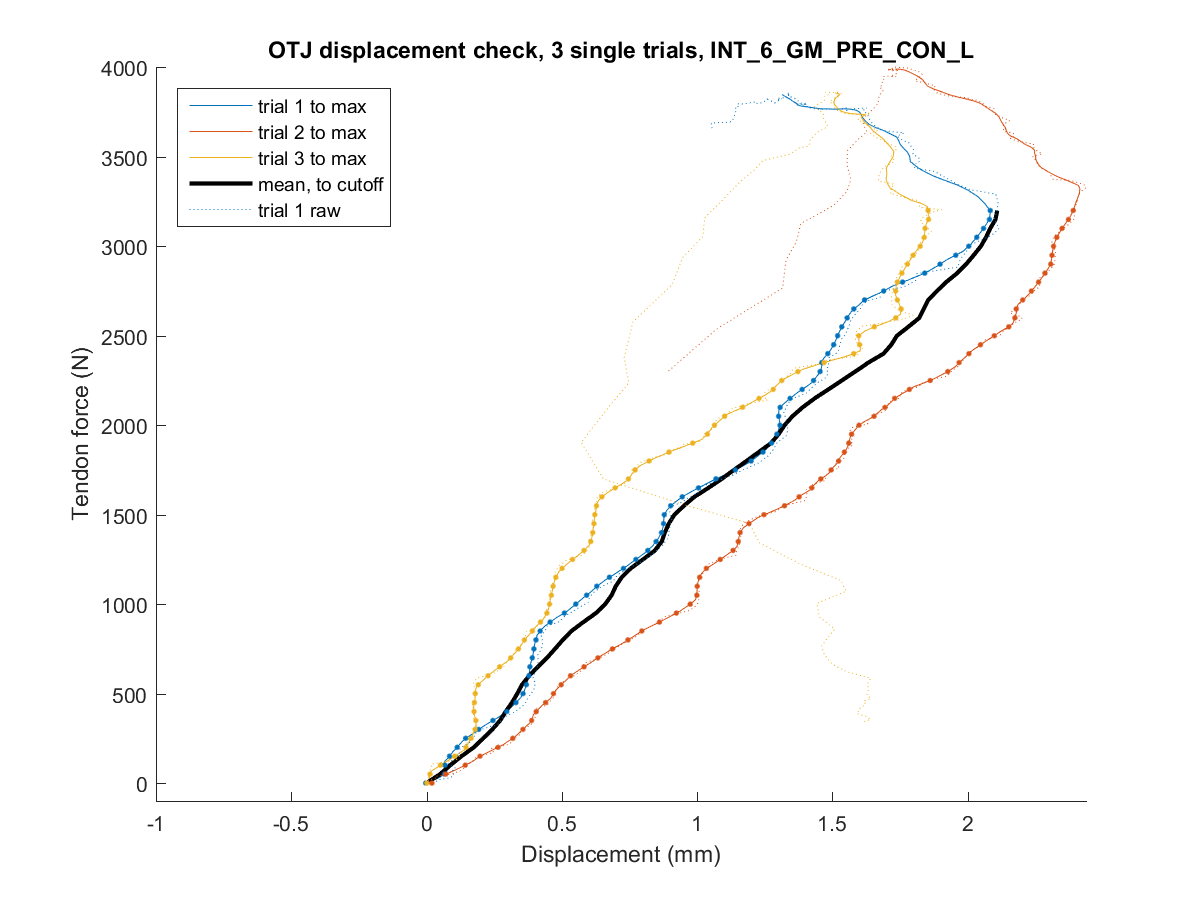 OTJ displacement check, 3 single trials, INT_6_GM_PRE_CON_L
4000
3500
3000
2500
2000
1500
1000
500
0
Tendon force (N)
trial 1 to max
trial 2 to max
trial 3 to max
mean, to cutoff
trial 1 raw
-1
-0.5
0
0.5
1
1.5
2
Displacement (mm)